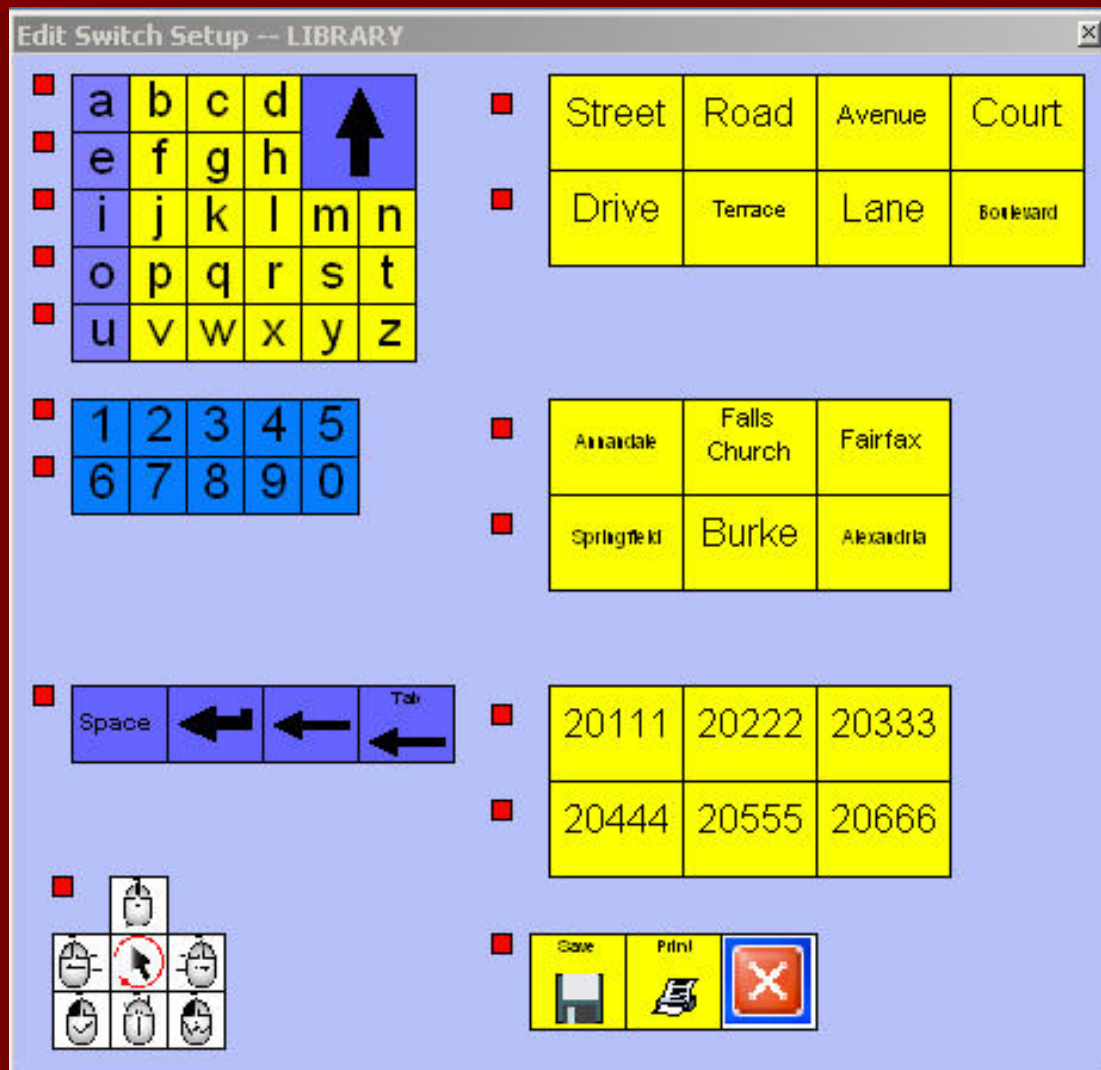 Edit Switch Setup -- LIBRARY
a b c d
e f g h
i j k l m n
o p q r s t
u v w x y z
1 2 3 4 5
6 7 8 9 0
Space
Tab
Street Road Avenue Court
Drive Terrace Lane Boulevard
Annandale Falls Church Fairfax
Springfield Burke Alexandria
20111 20222 20333
20444 20555 20666
Save Print